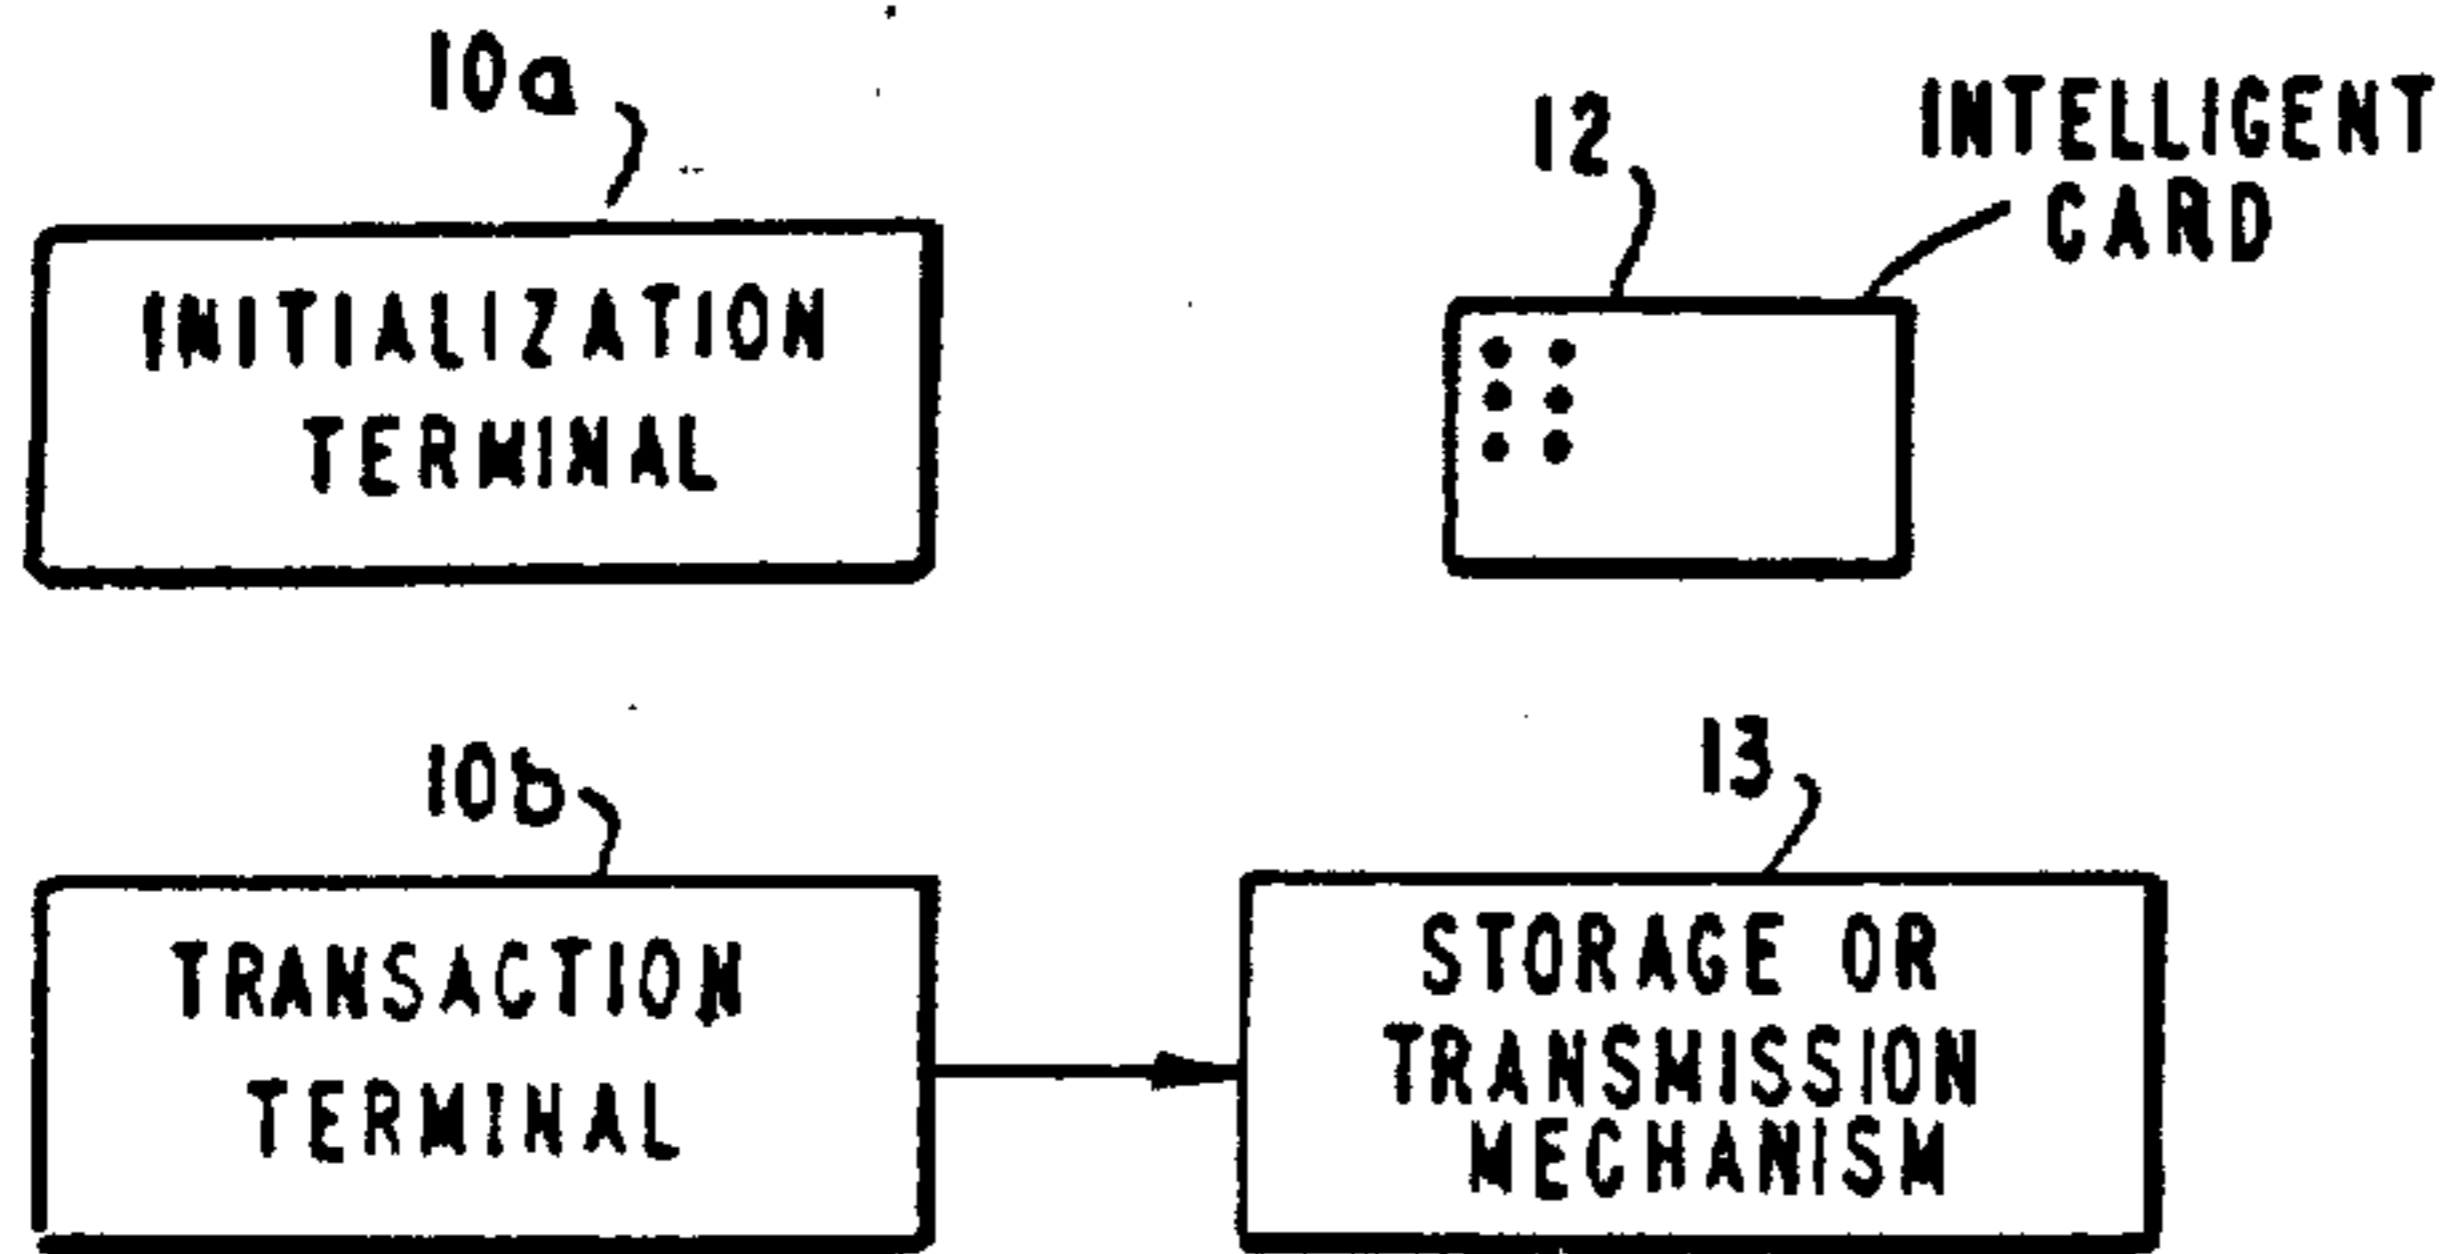 10a
INITIALIZATION
TERMINAL
12
INTELLIGENT
CARD
10b
TRANSACTION
TERMINAL
13
STORAGE OR
TRANSMISSION
MECHANISM